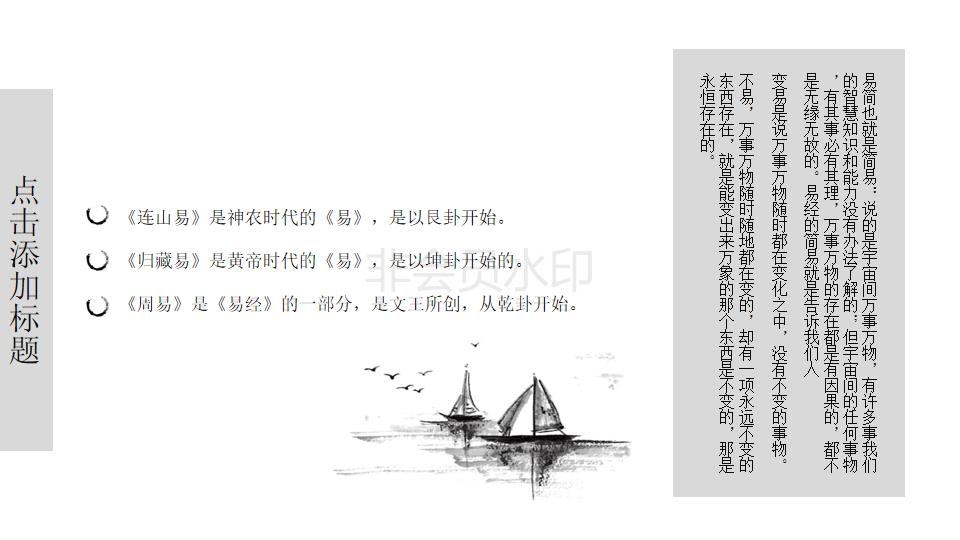 点击添加标题
《连山易》是神农时代的《易》，是以艮卦开始。
《归藏易》是黄帝时代的《易》，是以坤卦开始的。
《周易》是《易经》的一部分，是文王所创，从乾卦开始。
非会员水印
易简也就是简易：说的是宇宙间万事万物，有许多事我们
的智慧知识和能力没有办法了解的；但宇宙间的任何事物
，有其事必有其理，万事万物的存在都是有因果的，都不
是无缘无故的。易经的简易就是告诉我们人
变易是说万事万物随时都在变化之中，没有不变的事物。
不易，万事万物随时随地都在变的，却有一项永远不变的
东西存在，就是能变出来万象的那个东西是不变的，那是
永恒存在的。